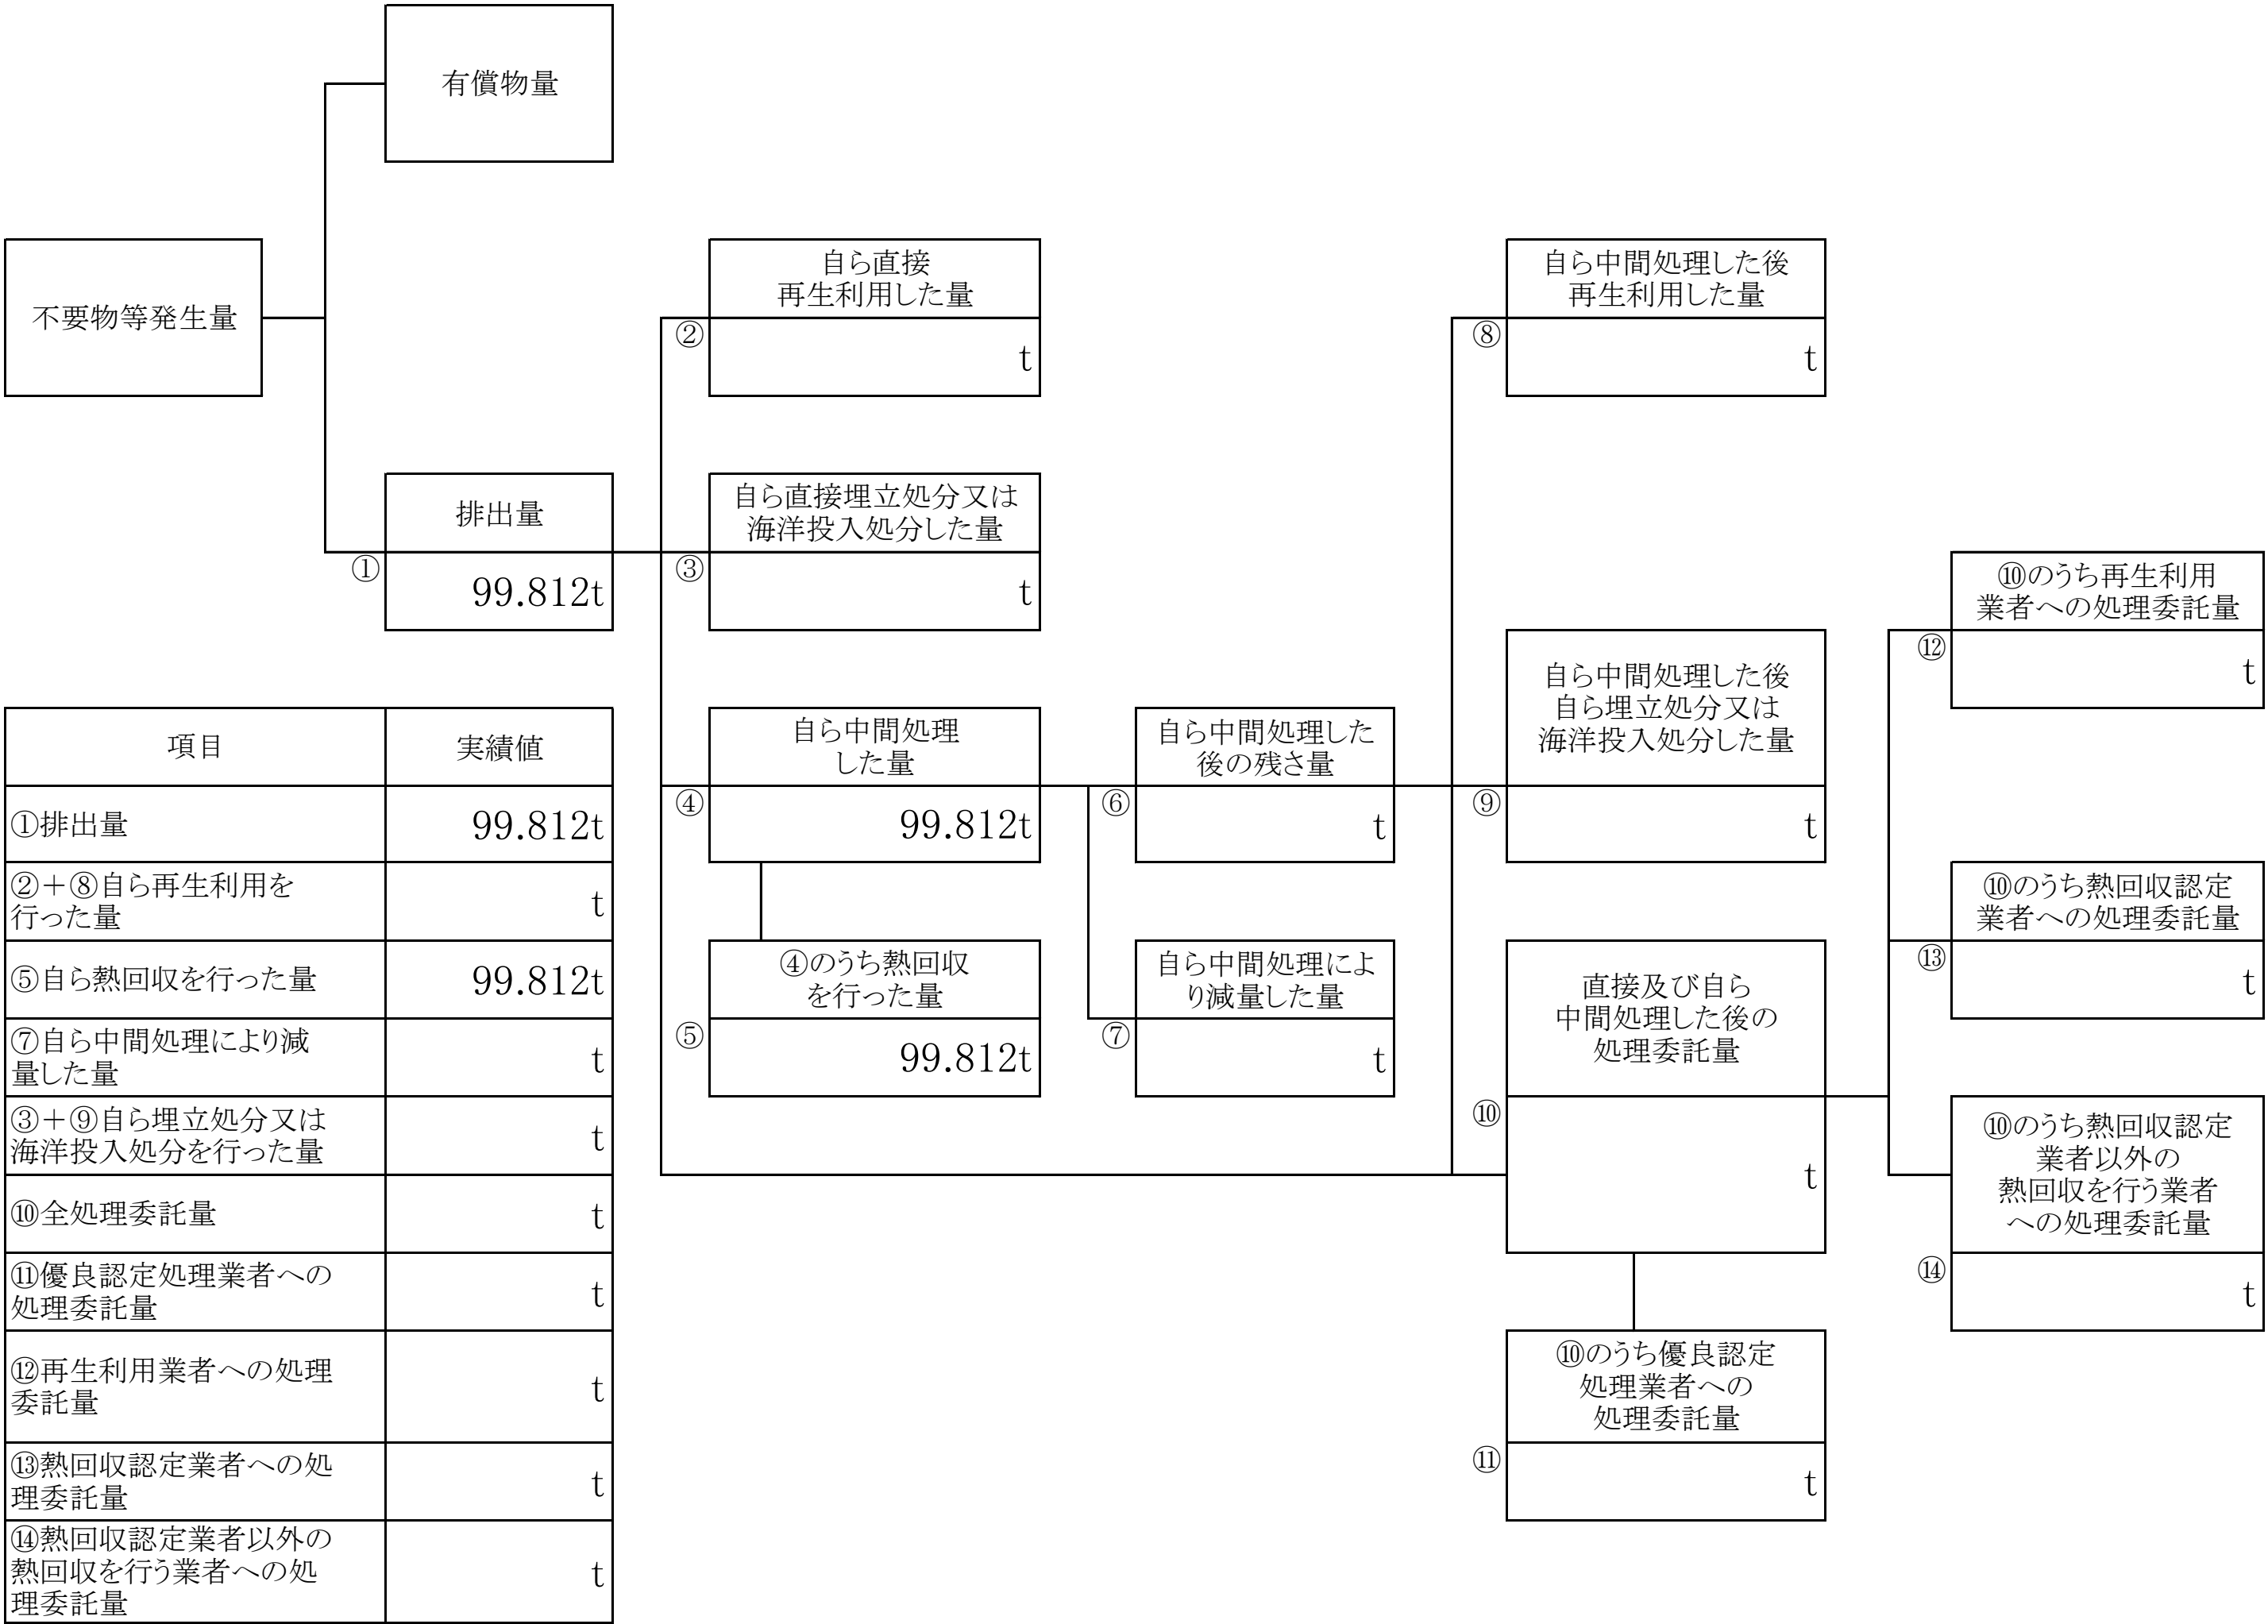 有償物量
不要物等発生量
排出量
①
99.812t
自ら直接
再生利用した量
②
t
自ら直接埋立処分又は
海洋投入処分した量
③
t
自ら中間処理
した量
④
99.812t
④のうち熱回収
を行った量
⑤
99.812t
自ら中間処理した
後の残さ量
⑥
t
自ら中間処理によ
り減量した量
⑦
t
自ら中間処理した後
再生利用した量
⑧
t
自ら中間処理した後
自ら埋立処分又は
海洋投入処分した量
⑨
t
直接及び自ら
中間処理した後の
処理委託量
⑩
t
⑩のうち優良認定
処理業者への
処理委託量
⑪
t
⑩のうち再生利用
業者への処理委託量
⑫
t
⑩のうち熱回収認定
業者への処理委託量
⑬
t
⑩のうち熱回収認定
業者以外の
熱回収を行う業者
への処理委託量
⑭
t
項目 実績値
①排出量 99.812t
②+⑧自ら再生利用を
行った量 t
⑤自ら熱回収を行った量 99.812t
⑦自ら中間処理により減
量した量 t
③+⑨自ら埋立処分又は
海洋投入処分を行った量 t
⑩全処理委託量 t
⑪優良認定処理業者への
処理委託量 t
⑫再生利用業者への処理
委託量 t
⑬熱回収認定業者への処
理委託量 t
⑭熱回収認定業者以外の
熱回収を行う業者への処
理委託量 t